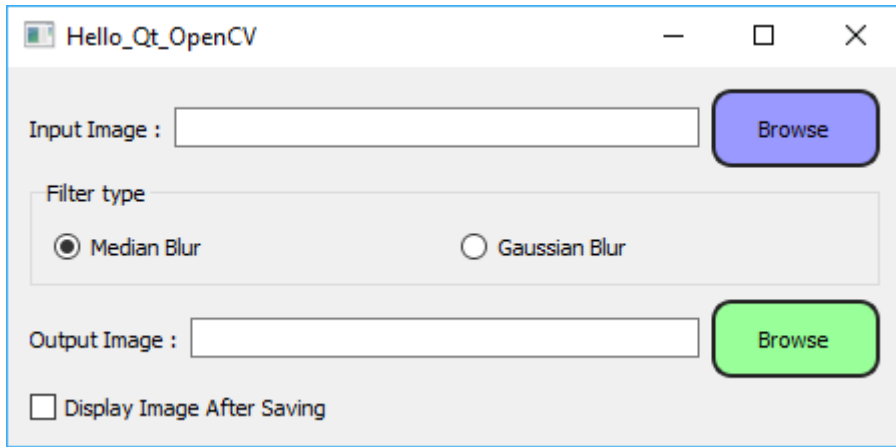 Hello_Qt_OpenCV
Input Image : Browse
Filter type
Median Blur Gaussian Blur
Output Image : Browse
Display Image After Saving